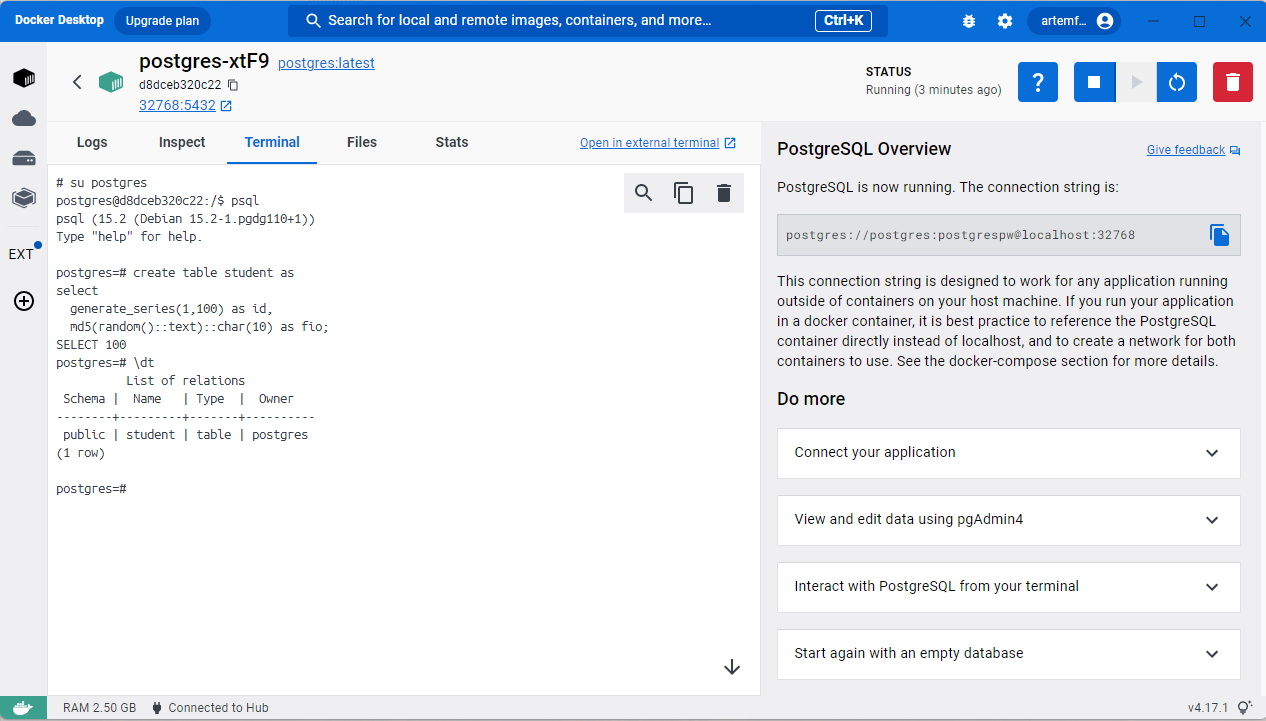 Docker Desktop
Upgrade plan
Search for local and remote images, containers, and more...
Ctrl+K
artemf...
postgres-xtF9
postgres:latest
d8dceb320c22
32768:5432
STATUS
Running (3 minutes ago)
?
Logs
Inspect
Terminal
Files
Stats
Open in external terminal
EXT
# su postgres
postgres@d8dceb320c22:/$ psql
psql (15.2 (Debian 15.2-1.pgdg110+1))
Type "help" for help.
postgres=# create table student as
select
  generate_series(1,100) as id,
  md5(random()::text)::char(10) as fio;
SELECT 100
postgres=# \dt
          List of relations
 Schema |  Name   | Type  |  Owner
--------+---------+-------+----------
 public | student | table | postgres
(1 row)
postgres=#
PostgreSQL Overview
Give feedback
PostgreSQL is now running. The connection string is:
postgres://postgres:postgrespw@localhost:32768
This connection string is designed to work for any application running
outside of containers on your host machine. If you run your application
in a docker container, it is best practice to reference the PostgreSQL
container directly instead of localhost, and to create a network for both
containers to use. See the docker-compose section for more details.
Do more
Connect your application
View and edit data using pgAdmin4
Interact with PostgreSQL from your terminal
Start again with an empty database
RAM 2.50 GB
Connected to Hub
v4.17.1